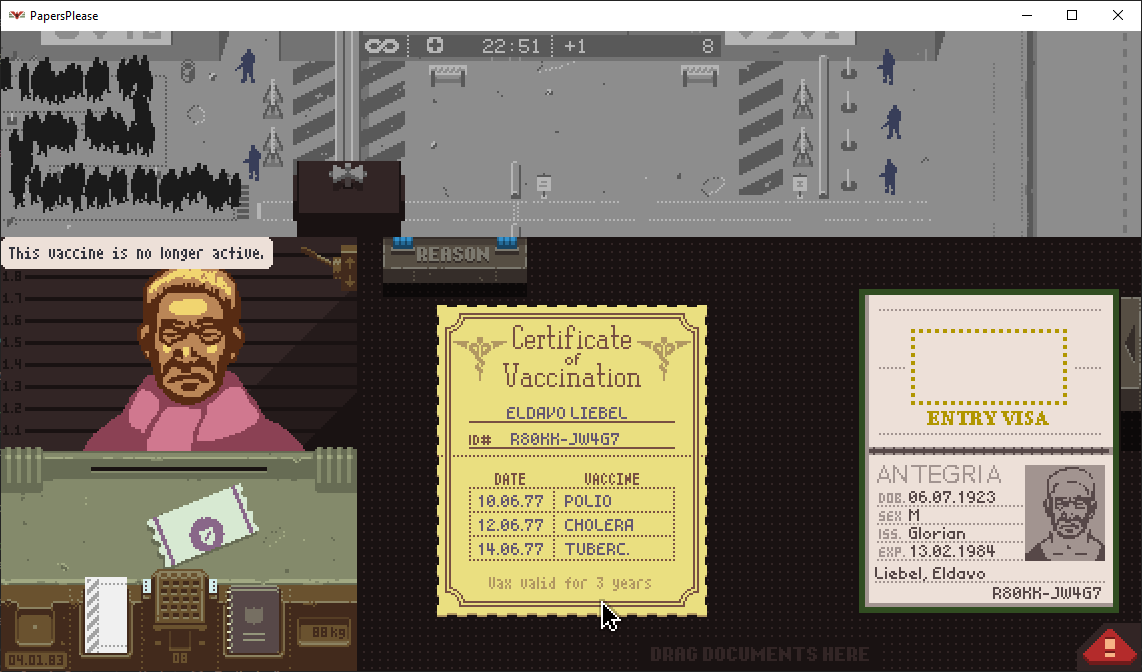 PapersPlease
22:51 +1 8
This vaccine is no longer active.
1.8
1.7
1.6
1.5
1.4
1.3
1.2
1.1
REASON
Certificate
of
Vaccination
ELDAVO LIEBEL
ID# R80KK-JW4G7
DATE VACCINE
10.06.77 POLIO
12.06.77 CHOLERA
14.06.77 TUBERC.
Vax valid for 3 years
ENTRY VISA
ANTEGRIA
DOB. 06.07.1923
SEX M
ISS. Glorian
EXP. 13.02.1984
Liebel, Eldavo
R80KK-JW4G7
88kg
04.01.83
08
DRAG DOCUMENTS HERE